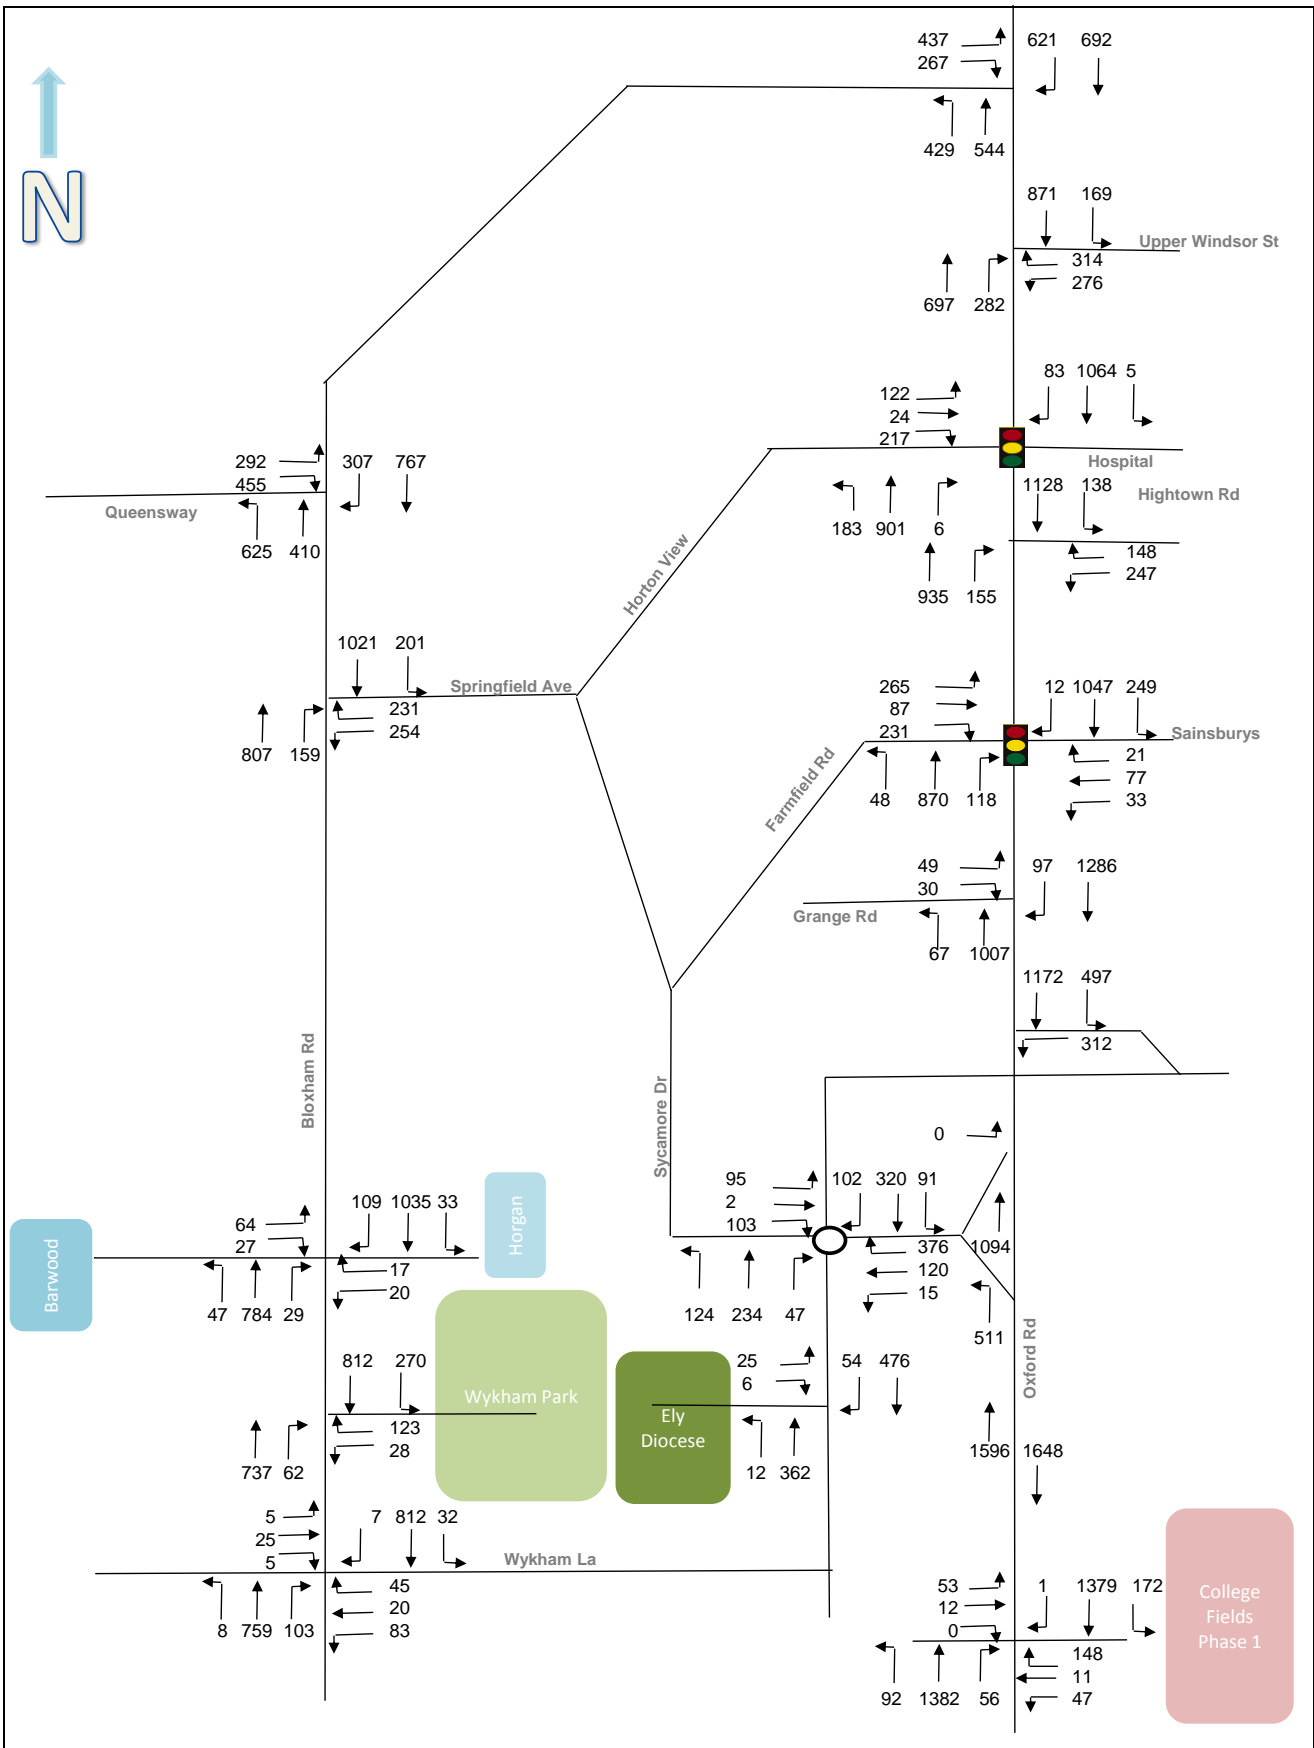 437 621 692
267
429 544
N
871 169
Upper Windsor St
314
276
697 282
83 1064 5
122
24
217
Hospital
292 307 767
455
Queensway
Hightown Rd
1128 138
183 901 6
625 410
148
247
Horton View
935 155
1021 201
Springfield Ave
231
254
807 159
265 12 1047 249
87
231
Sainsburys
21
77
33
Farmfield Rd
48 870 118
49 97 1286
30
Grange Rd
67 1007
1172 497
312
Bloxham Rd
Sycamore Dr
0
95 102 320 91
2
103
376
120
15
1094
109 1035 33
64
27
Horgan
Barwood
17
20
47 784 29
124 234 47
511
Oxford Rd
812 270
Wykham Park
25 54 476
6
Ely
Diocese
123
28
737 62
12 362
1596 1648
5 7 812 32
25
5
Wykham La
45
20
83
8 759 103
53 1 1379 172
12
0
College
Fields
Phase 1
148
11
47
92 1382 56